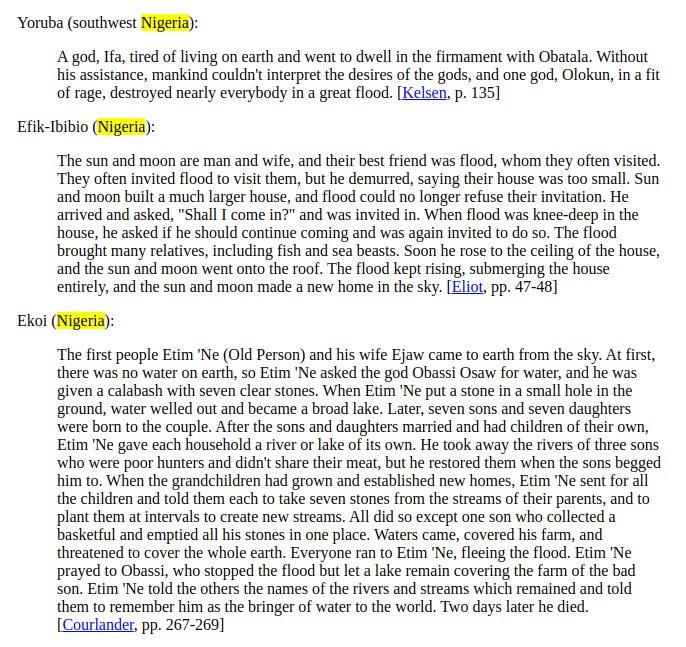 Yoruba (southwest Nigeria):
A god, Ifa, tired of living on earth and went to dwell in the firmament with Obatala. Without
his assistance, mankind couldn't interpret the desires of the gods, and one god, Olokun, in a fit
of rage, destroyed nearly everybody in a great flood. [Kelsen, p. 135]
Efik-Ibibio (Nigeria):
The sun and moon are man and wife, and their best friend was flood, whom they often visited.
They often invited flood to visit them, but he demurred, saying their house was too small. Sun
and moon built a much larger house, and flood could no longer refuse their invitation. He
arrived and asked, "Shall I come in?" and was invited in. When flood was knee-deep in the
house, he asked if he should continue coming and was again invited to do so. The flood
brought many relatives, including fish and sea beasts. Soon he rose to the ceiling of the house,
and the sun and moon went onto the roof. The flood kept rising, submerging the house
entirely, and the sun and moon made a new home in the sky. [Eliot, pp. 47-48]
Ekoi (Nigeria):
The first people Etim 'Ne (Old Person) and his wife Ejaw came to earth from the sky. At first,
there was no water on earth, so Etim 'Ne asked the god Obassi Osaw for water, and he was
given a calabash with seven clear stones. When Etim 'Ne put a stone in a small hole in the
ground, water welled out and became a broad lake. Later, seven sons and seven daughters
were born to the couple. After the sons and daughters married and had children of their own,
Etim 'Ne gave each household a river or lake of its own. He took away the rivers of three sons
who were poor hunters and didn't share their meat, but he restored them when the sons begged
him to. When the grandchildren had grown and established new homes, Etim 'Ne sent for all
the children and told them each to take seven stones from the streams of their parents, and to
plant them at intervals to create new streams. All did so except one son who collected a
basketful and emptied all his stones in one place. Waters came, covered his farm, and
threatened to cover the whole earth. Everyone ran to Etim 'Ne, fleeing the flood. Etim 'Ne
prayed to Obassi, who stopped the flood but let a lake remain covering the farm of the bad
son. Etim 'Ne told the others the names of the rivers and streams which remained and told
them to remember him as the bringer of water to the world. Two days later he died.
[Courlander, pp. 267-269]